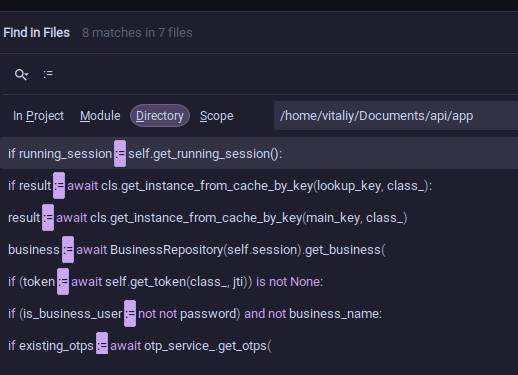 Find in Files 8 matches in 7 files
:=
In Project Module Directory Scope /home/vitaliy/Documents/api/app
if running_session := self.get_running_session():
if result := await cls.get_instance_from_cache_by_key(lookup_key, class_):
result := await cls.get_instance_from_cache_by_key(main_key, class_)
business := await BusinessRepository(self.session).get_business(
if (token := await self.get_token(class_, jti)) is not None:
if (is_business_user := not not password) and not business_name:
if existing_otps := await otp_service_.get_otps(